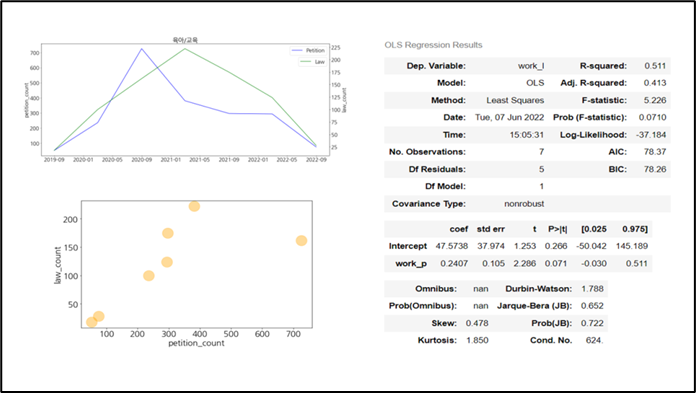 육아/교육
Petition
Law
700
600
500
400
300
200
100
petition_count
225
200
175
150
125
100
75
50
25
law_count
2019-09 2020-01 2020-05 2020-09 2021-01 2021-05 2021-09 2022-01 2022-05 2022-09
200
150
100
50
law_count
100 200 300 400 500 600 700
petition_count
OLS Regression Results
Dep. Variable: work_l R-squared: 0.511
Model: OLS Adj. R-squared: 0.413
Method: Least Squares F-statistic: 5.226
Date: Tue, 07 Jun 2022 Prob (F-statistic): 0.0710
Time: 15:05:31 Log-Likelihood: -37.184
No. Observations: 7 AIC: 78.37
Df Residuals: 5 BIC: 78.26
Df Model: 1
Covariance Type: nonrobust
coef std err t P>|t| [0.025 0.975]
Intercept 47.5738 37.974 1.253 0.266 -50.042 145.189
work_p 0.2407 0.105 2.286 0.071 -0.030 0.511
Omnibus: nan Durbin-Watson: 1.788
Prob(Omnibus): nan Jarque-Bera (JB): 0.652
Skew: 0.478 Prob(JB): 0.722
Kurtosis: 1.850 Cond. No. 624.